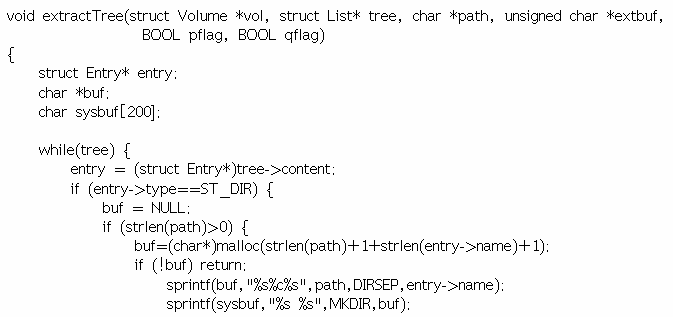 void extractTree(struct Volume *vol, struct List* tree, char *path, unsigned char *extbuf,
BOOL pflag, BOOL qflag)
{
struct Entry* entry;
char *buf;
char sysbuf[200];
while(tree) {
entry = (struct Entry*)tree->content;
if (entry->type==ST_DIR) {
buf = NULL;
if (strlen(path)>0) {
buf=(char*)malloc(strlen(path)+1+strlen(entry->name)+1);
if (!buf) return;
sprintf(buf,"%s%c%s",path,DIRSEP,entry->name);
sprintf(sysbuf,"%s %s",MKDIR,buf);